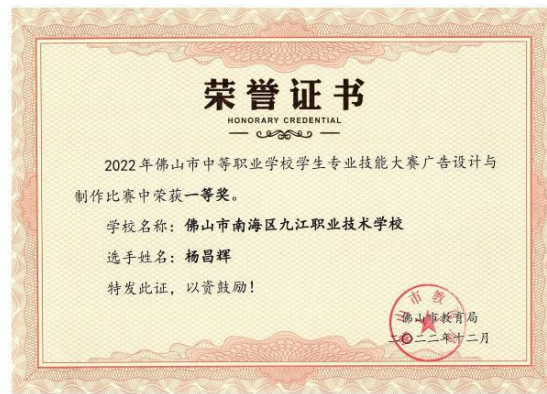 荣誉证书
HONORARY CREDENTIAL
2022年佛山市中等职业学校学生专业技能大赛广告设计与
制作比赛中荣获一等奖。
学校名称：佛山市南海区九江职业技术学校
选手姓名：杨昌辉
特发此证，以资鼓励！
佛山市教育局
二〇二二年十二月